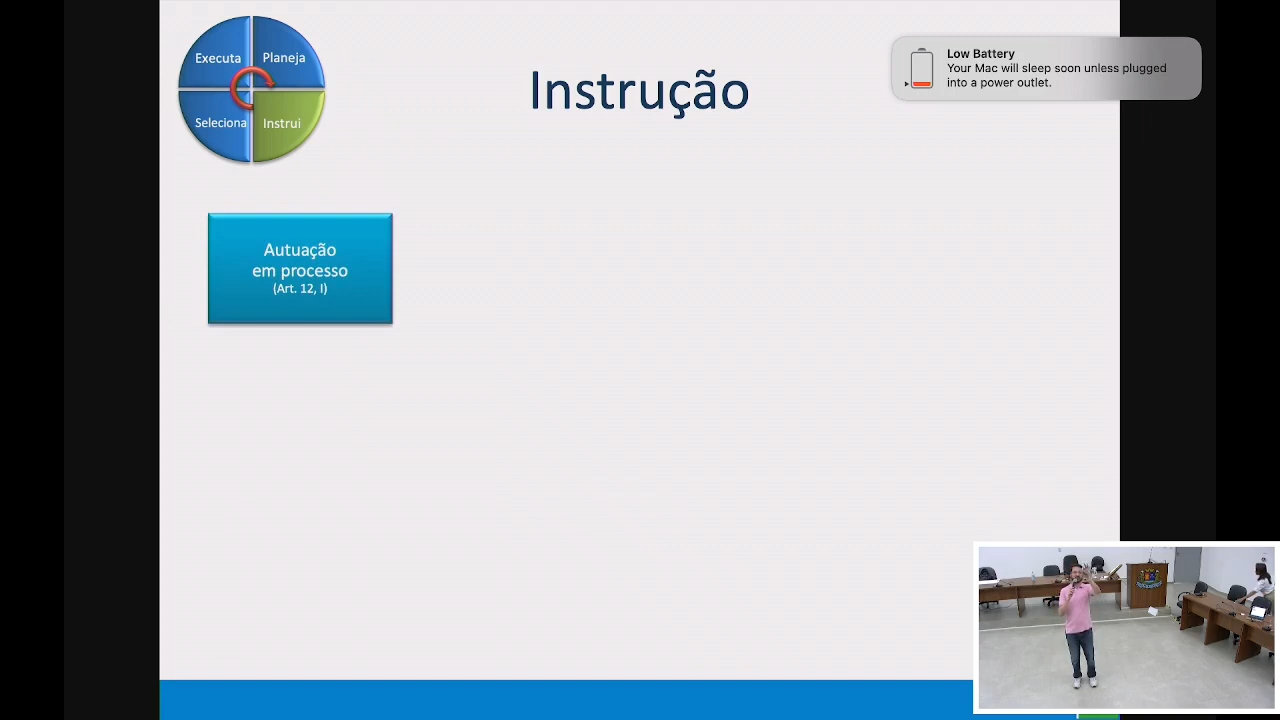 Executa
Planeja
Seleciona
Instrui
Instrução
Low Battery
Your Mac will sleep soon unless plugged
into a power outlet.
Autuação
em processo
(Art. 12, I)